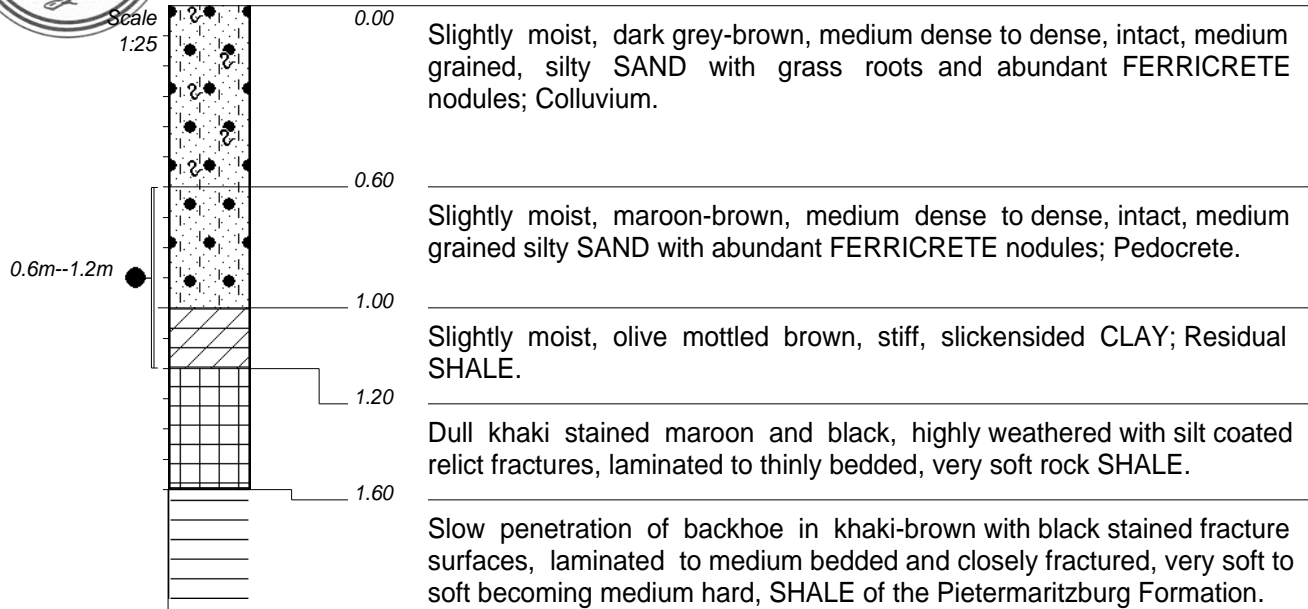 Scale
1:25
0.00
Slightly moist, dark grey-brown, medium dense to dense, intact, medium
grained, silty SAND with grass roots and abundant FERRICRETE
nodules; Colluvium.
0.60
Slightly moist, maroon-brown, medium dense to dense, intact, medium
grained silty SAND with abundant FERRICRETE nodules; Pedocrete.
0.6m--1.2m
1.00
Slightly moist, olive mottled brown, stiff, slickensided CLAY; Residual
SHALE.
1.20
Dull khaki stained maroon and black, highly weathered with silt coated
relict fractures, laminated to thinly bedded, very soft rock SHALE.
1.60
Slow penetration of backhoe in khaki-brown with black stained fracture
surfaces, laminated to medium bedded and closely fractured, very soft to
soft becoming medium hard, SHALE of the Pietermaritzburg Formation.